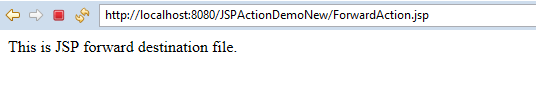 http://localhost:8080/JSPActionDemoNew/ForwardAction.jsp
This is JSP forward destination file.